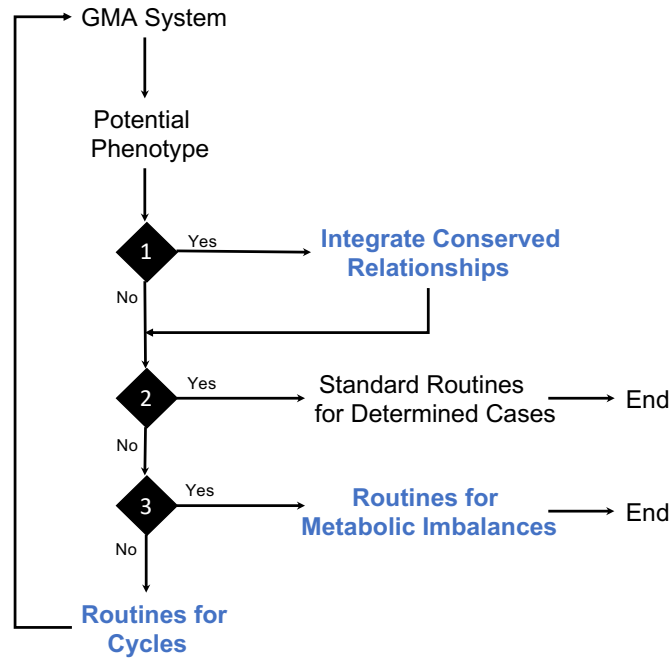 GMA System
Potential
Phenotype
1
Yes
Integrate Conserved
Relationships
No
2
Yes
Standard Routines
for Determined Cases
End
No
3
Yes
Routines for
Metabolic Imbalances
End
No
Routines for
Cycles